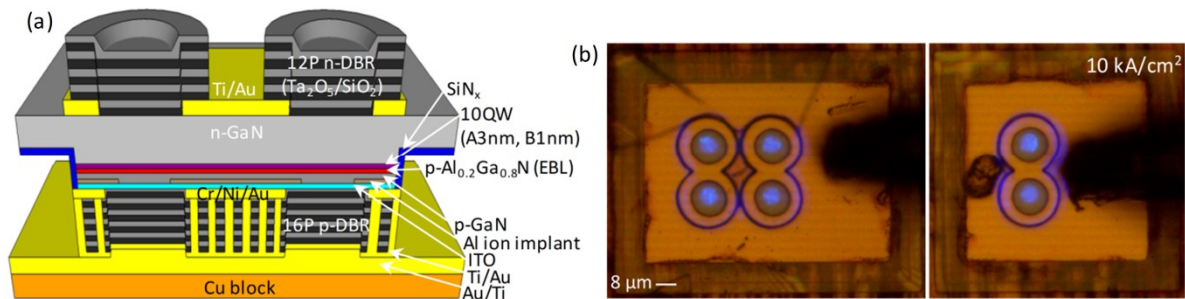 (a)
12P n-DBR
(Ta₂O₅/SiO₂)
Ti/Au
SiNₓ
10QW
(A3nm, B1nm)
n-GaN
p-Al₀.₂Ga₀.₈N (EBL)
Cr/Ni/Au
16P p-DBR
p-GaN
Al ion implant
ITO
Ti/Au
Au/Ti
Cu block
(b)
10 kA/cm²
8 μm